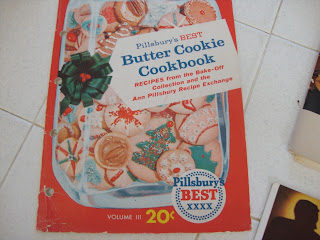 Pillsbury's BEST
Butter Cookie
Cookbook
RECIPES from the Bake-Off
Collection and the
Ann Pillsbury Recipe Exchange
Pillsbury's
BEST
XXXX
VOLUME III 20¢